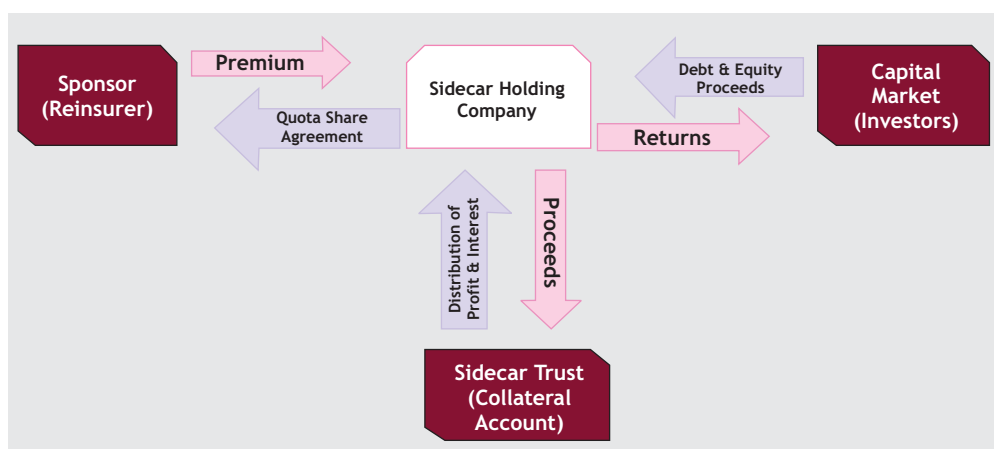 Sponsor
(Reinsurer)
Premium
Quota Share
Agreement
Sidecar Holding
Company
Debt & Equity
Proceeds
Returns
Capital
Market
(Investors)
Distribution of
Profit & Interest
Proceeds
Sidecar Trust
(Collateral
Account)